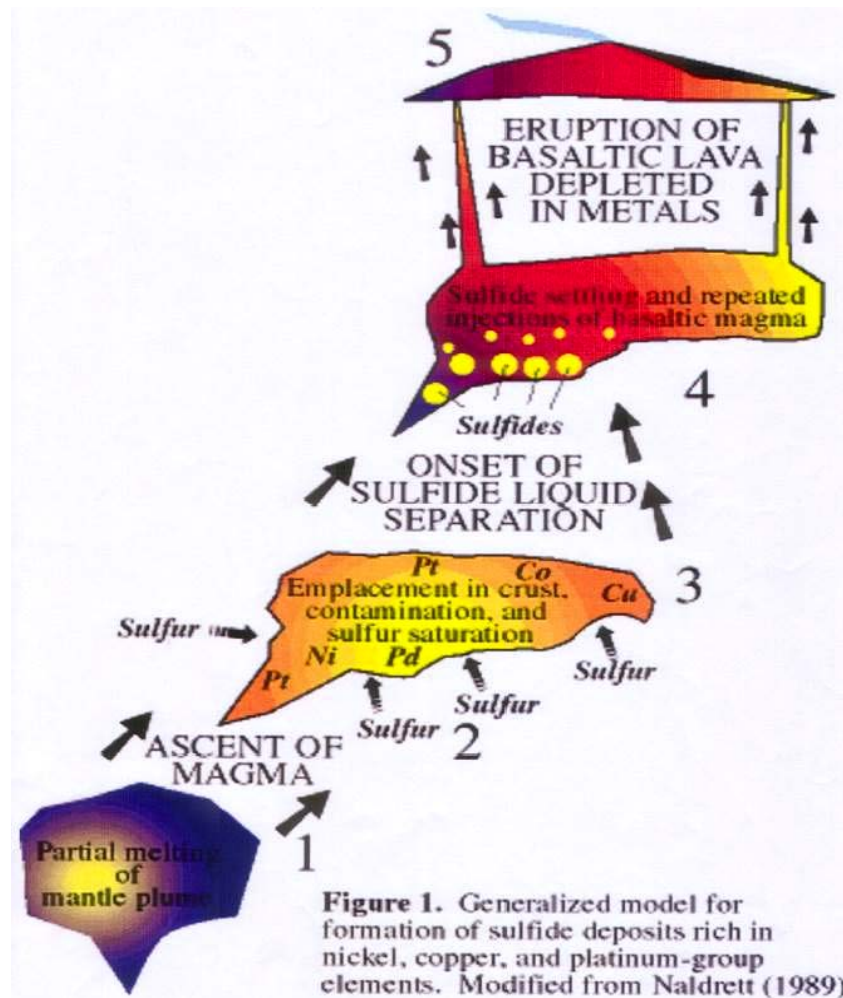 5
ERUPTION OF
BASALTIC LAVA
DEPLETED
IN METALS
Sulfide settling and repeated
injections of basaltic magma
4
Sulfides
ONSET OF
SULFIDE LIQUID
SEPARATION
3
Pt
Co
Emplacement in crust,
Cu
contamination, and
Sulfur
sulfur saturation
Ni
Pd
Pt
Sulfur
Sulfur
Sulfur
2
ASCENT OF
MAGMA
1
Partial melting
of
mantle plume
Figure 1. Generalized model for
formation of sulfide deposits rich in
nickel, copper, and platinum-group
elements. Modified from Naldrett (1989)